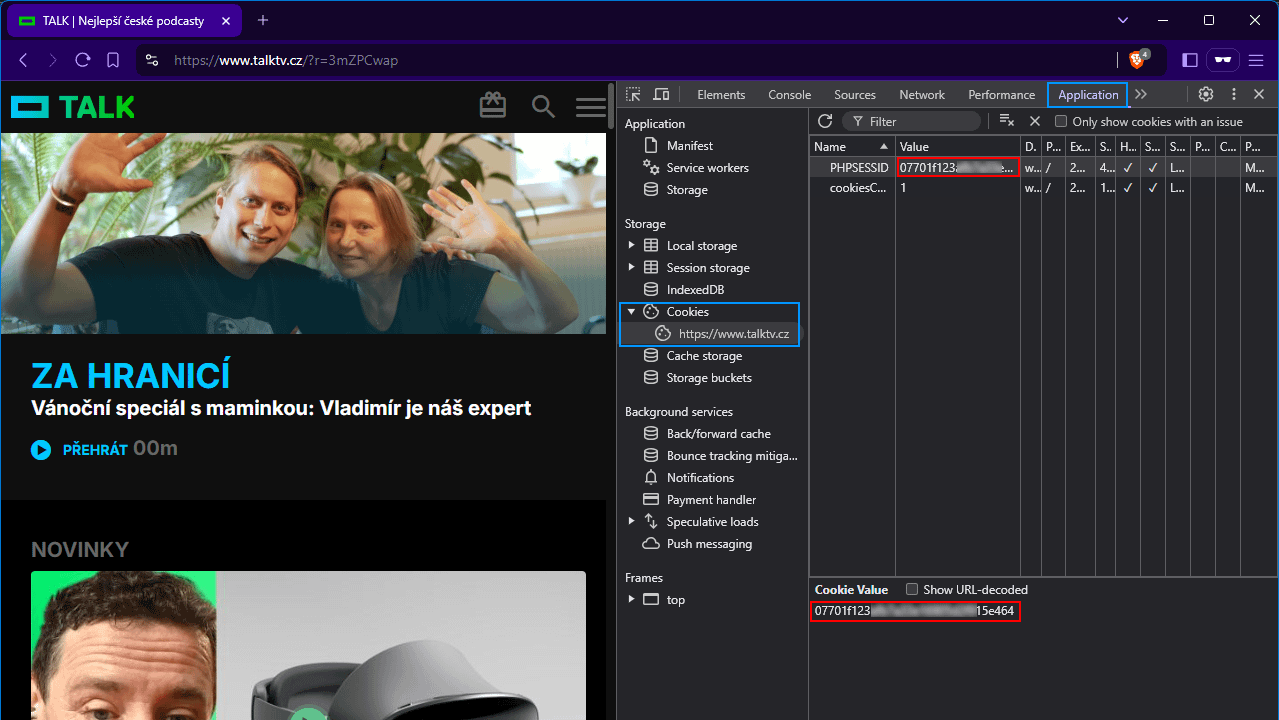 TALK | Nejlepší české podcasty
https://www.talktv.cz/?r=3mZPCwap
4
TALK
ZA HRANICÍ
Vánoční speciál s maminkou: Vladimír je náš expert
PŘEHRÁT 00m
NOVINKY
Elements Console Sources Network Performance Application
Application
Manifest
Service workers
Storage
Storage
Local storage
Session storage
IndexedDB
Cookies
https://www.talktv.cz
Cache storage
Storage buckets
Background services
Back/forward cache
Bounce tracking mitiga...
Notifications
Payment handler
Speculative loads
Push messaging
Frames
top
Filter Only show cookies with an issue
Name Value D. P... Ex... S. H... S... S... P... C... P...
PHPSESSID 07701f123 e... w... / 2... 4... ✓ ✓ L... M...
cookiesC... 1 w... / 2... 1... ✓ ✓ L... M...
Cookie Value Show URL-decoded
07701f123 15e464